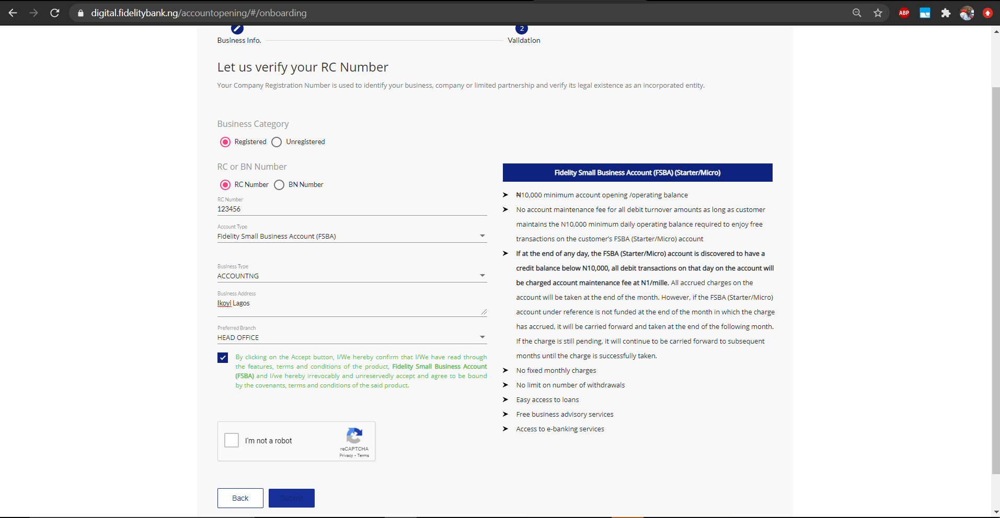 digital.fidelitybank.ng/accountopening/#/onboarding
ABP
2
Business Info.
Validation
Let us verify your RC Number
Your Company Registration Number is used to identify your business, company or limited partnership and verify its legal existence as an incorporated entity.
Business Category
Registered
Unregistered
RC or BN Number
RC Number
BN Number
RC Number
123456
Account Type
Fidelity Small Business Account (FSBA)
Business Type
ACCOUNTNG
Business Address
Ikoyi Lagos
Preferred Branch
HEAD OFFICE
By clicking on the Accept button, I/We hereby confirm that I/We have read through
the features, terms and conditions of the product, Fidelity Small Business Account
(FSBA) and I/we hereby irrevocably and unreservedly accept and agree to be bound
by the covenants, terms and conditions of the said product.
I'm not a robot
reCAPTCHA
Privacy - Terms
Back
Submit
Fidelity Small Business Account (FSBA) (Starter/Micro)
➤ ₦10,000 minimum account opening /operating balance
➤ No account maintenance fee for all debit turnover amounts as long as customer
maintains the N10,000 minimum daily operating balance required to enjoy free
transactions on the customer's FSBA (Starter/Micro) account
➤ If at the end of any day, the FSBA (Starter/Micro) account is discovered to have a
credit balance below N10,000, all debit transactions on that day on the account will
be charged account maintenance fee at N1/mille. All accrued charges on the
account will be taken at the end of the month. However, if the FSBA (Starter/Micro)
account under reference is not funded at the end of the month in which the charge
has accrued, it will be carried forward and taken at the end of the following month.
If the charge is still pending, it will continue to be carried forward to subsequent
months until the charge is successfully taken.
➤ No fixed monthly charges
➤ No limit on number of withdrawals
➤ Easy access to loans
➤ Free business advisory services
➤ Access to e-banking services